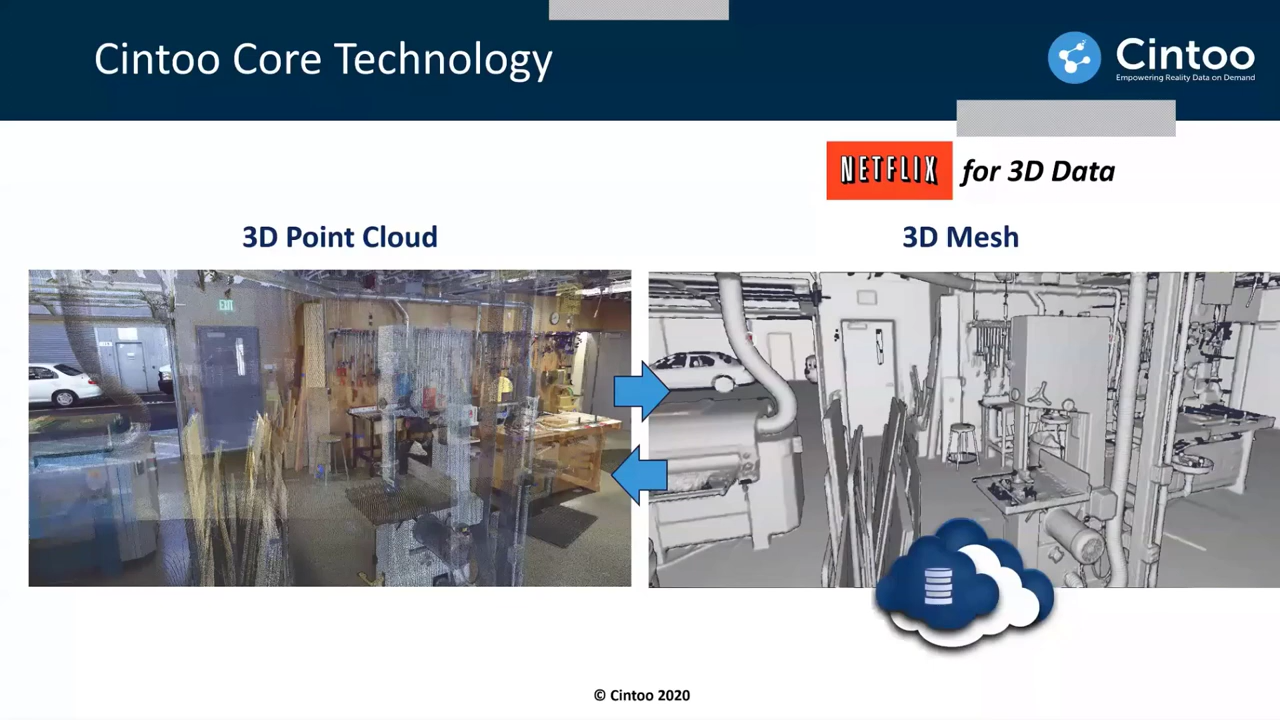 Cintoo Core Technology
Cintoo
Empowering Reality Data on Demand
NETFLIX for 3D Data
3D Point Cloud
3D Mesh
EXIT
© Cintoo 2020